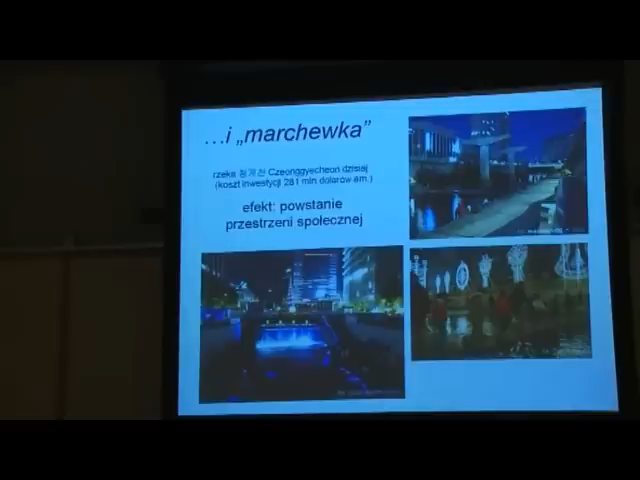 ...i „marchewka”
rzeka 청계천 Czeonggyecheon dzisiaj
(koszt inwestycji 281 mln dolarów am.)
efekt: powstanie
przestrzeni społecznej